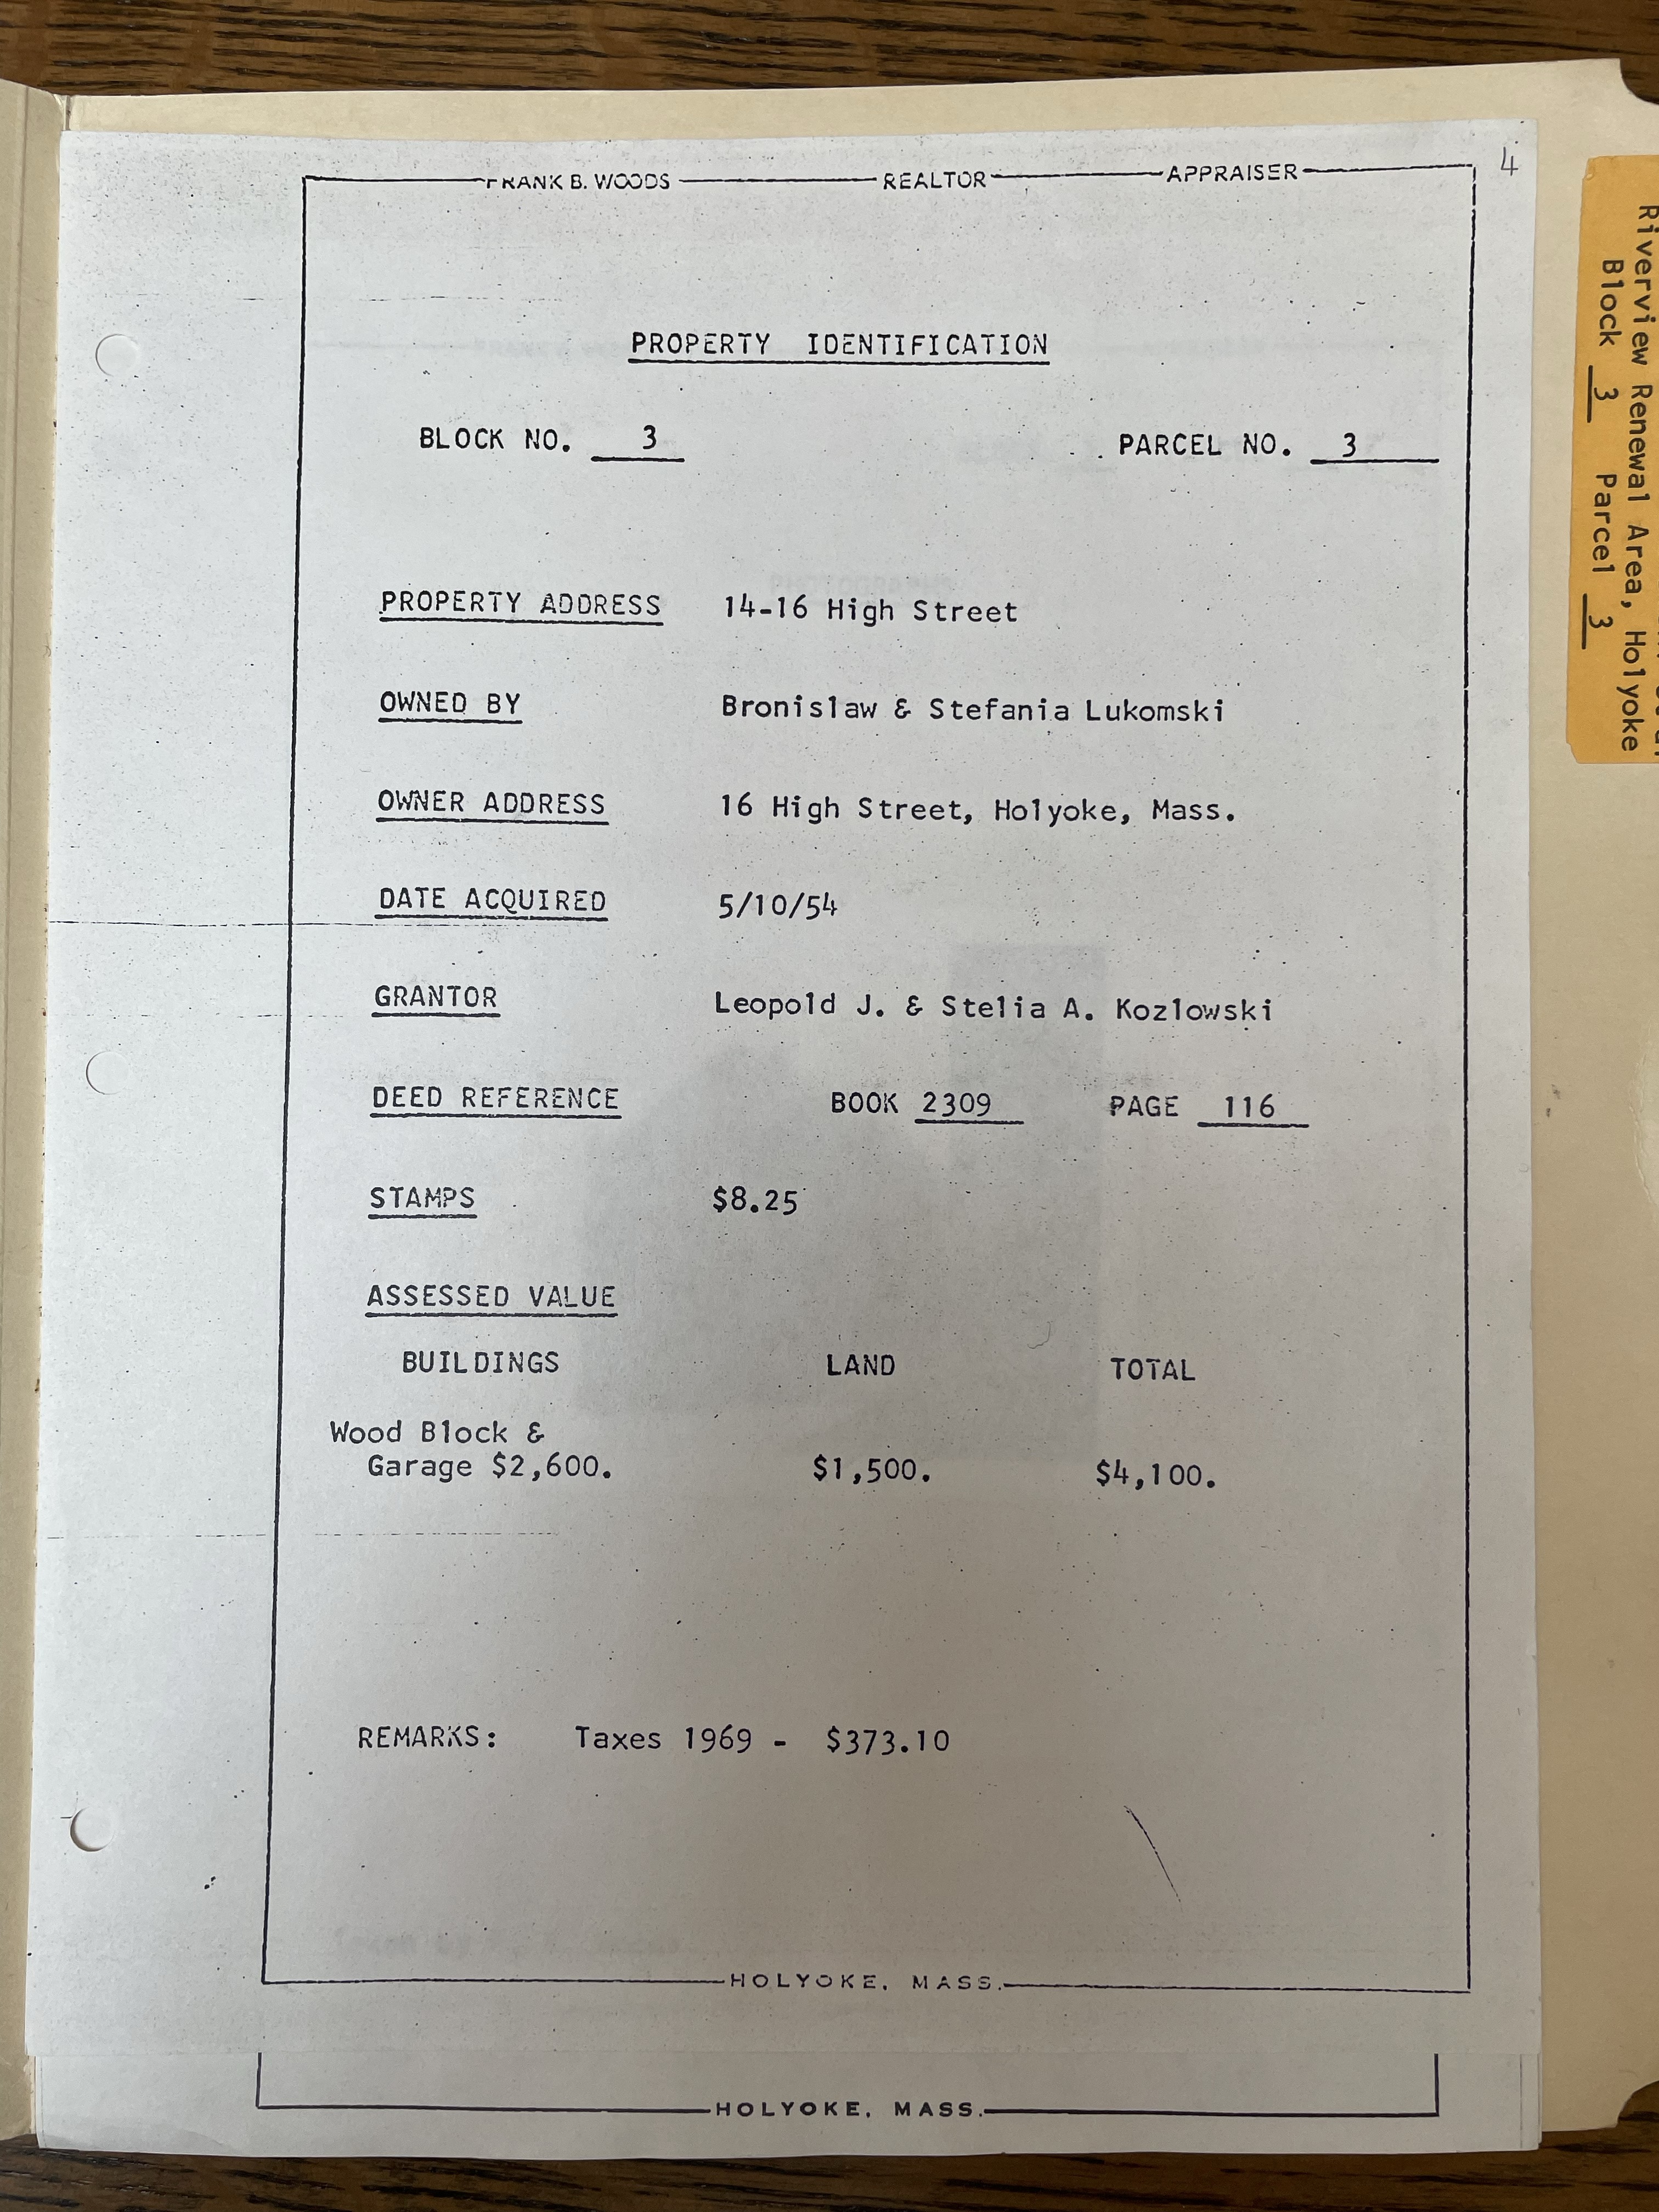 FRANK B. WOODS REALTOR APPRAISER
4
PROPERTY IDENTIFICATION
BLOCK NO. 3 PARCEL NO. 3
PROPERTY ADDRESS 14-16 High Street
OWNED BY Bronislaw & Stefania Lukomski
OWNER ADDRESS 16 High Street, Holyoke, Mass.
DATE ACQUIRED 5/10/54
GRANTOR Leopold J. & Stelia A. Kozlowski
DEED REFERENCE BOOK 2309 PAGE 116
STAMPS $8.25
ASSESSED VALUE
BUILDINGS LAND TOTAL
Wood Block &
Garage $2,600. $1,500. $4,100.
REMARKS: Taxes 1969 - $373.10
HOLYOKE, MASS.
HOLYOKE, MASS.
Riverview Renewal Area, Holyoke
Block 3 Parcel 3